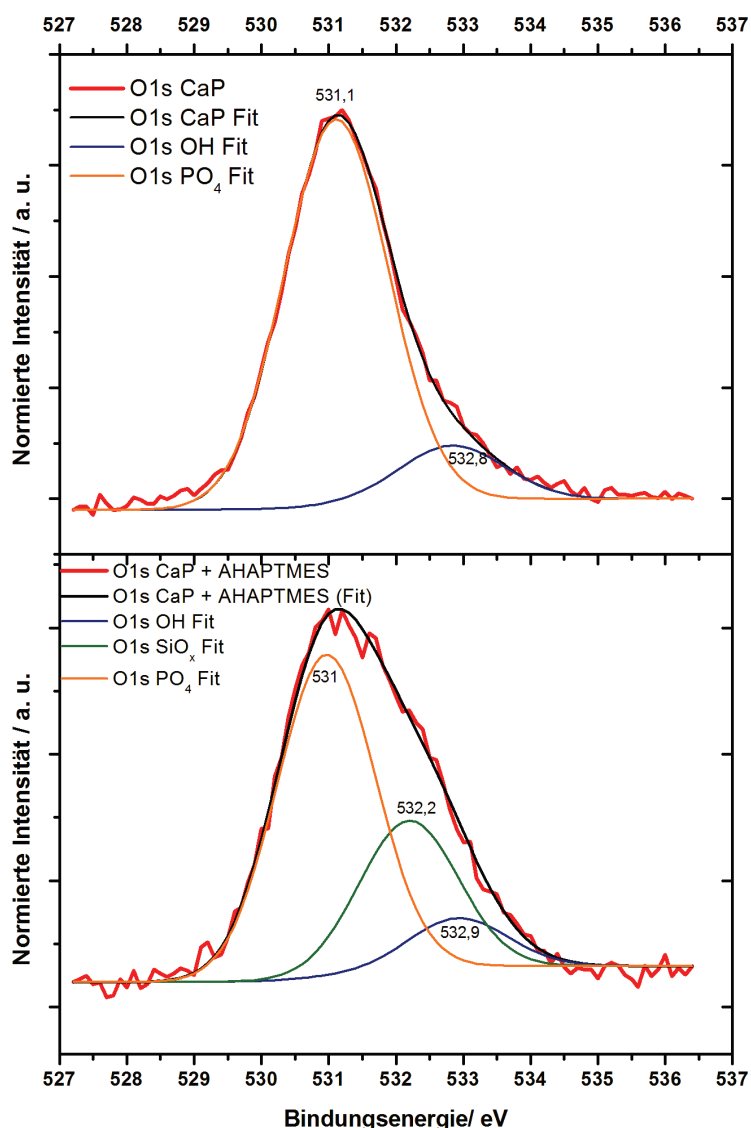 527 528 529 530 531 532 533 534 535 536 537
O1s CaP
O1s CaP Fit
O1s OH Fit
O1s PO₄ Fit
531,1
532,8
Normierte Intensität / a. u.
O1s CaP + AHAPTMES
O1s CaP + AHAPTMES (Fit)
O1s OH Fit
O1s SiOₓ Fit
O1s PO₄ Fit
531
532,2
532,9
Normierte Intensität / a. u.
527 528 529 530 531 532 533 534 535 536 537
Bindungsenergie/ eV